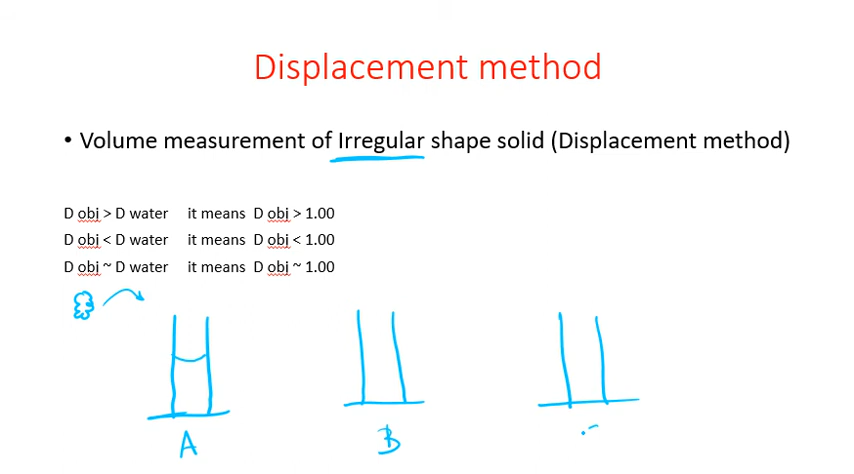 Displacement method
• Volume measurement of Irregular shape solid (Displacement method)
D obj > D water it means D obj > 1.00
D obj < D water it means D obj < 1.00
D obj ~ D water it means D obj ~ 1.00
A B